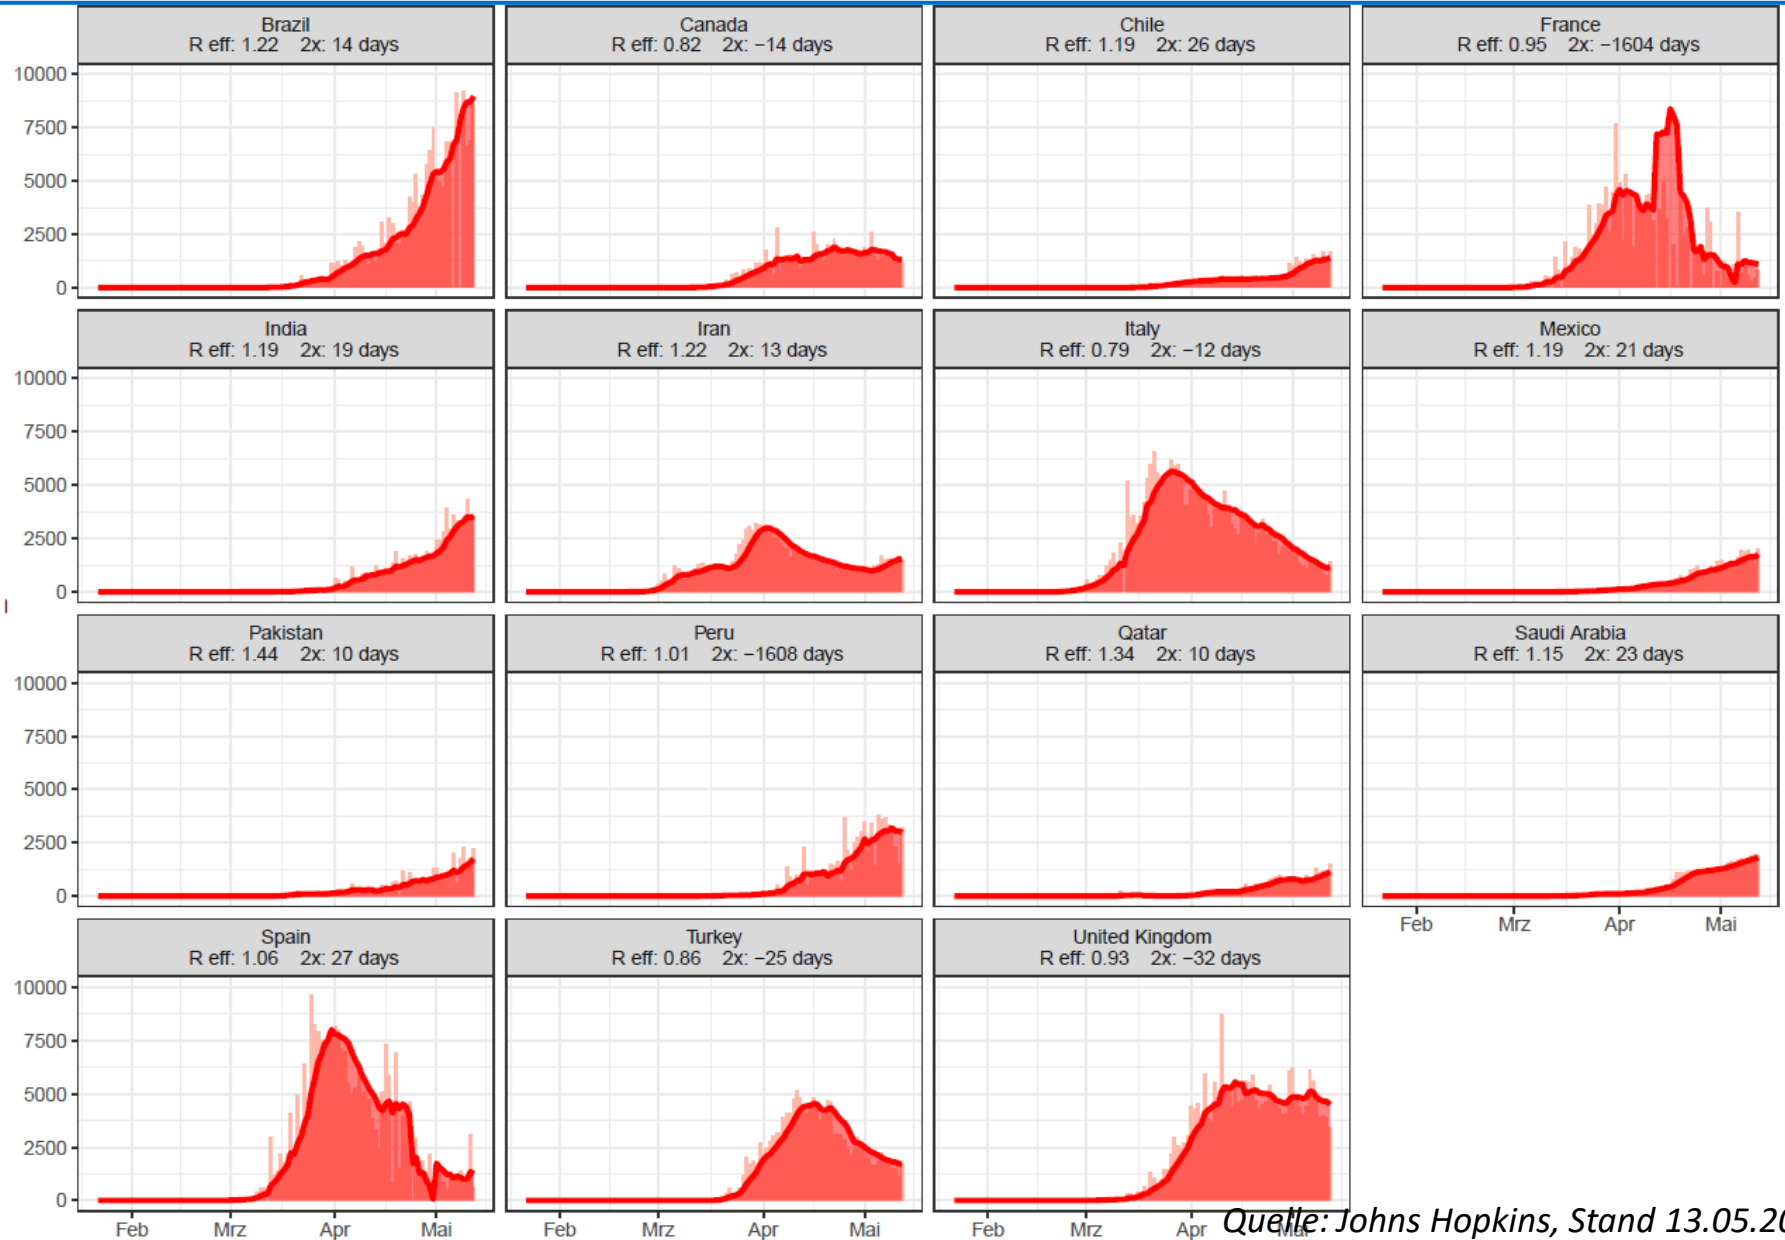 Brazil
R eff: 1.22 2x: 14 days
Canada
R eff: 0.82 2x: −14 days
Chile
R eff: 1.19 2x: 26 days
France
R eff: 0.95 2x: −1604 days
10000
7500
5000
2500
0
India
R eff: 1.19 2x: 19 days
Iran
R eff: 1.22 2x: 13 days
Italy
R eff: 0.79 2x: −12 days
Mexico
R eff: 1.19 2x: 21 days
10000
7500
5000
2500
0
Pakistan
R eff: 1.44 2x: 10 days
Peru
R eff: 1.01 2x: −1608 days
Qatar
R eff: 1.34 2x: 10 days
Saudi Arabia
R eff: 1.15 2x: 23 days
10000
7500
5000
2500
0
Feb Mrz Apr Mai
Spain
R eff: 1.06 2x: 27 days
Turkey
R eff: 0.86 2x: −25 days
United Kingdom
R eff: 0.93 2x: −32 days
10000
7500
5000
2500
0
Feb Mrz Apr Mai
Feb Mrz Apr Mai
Feb Mrz Apr Mai
Quelle: Johns Hopkins, Stand 13.05.20